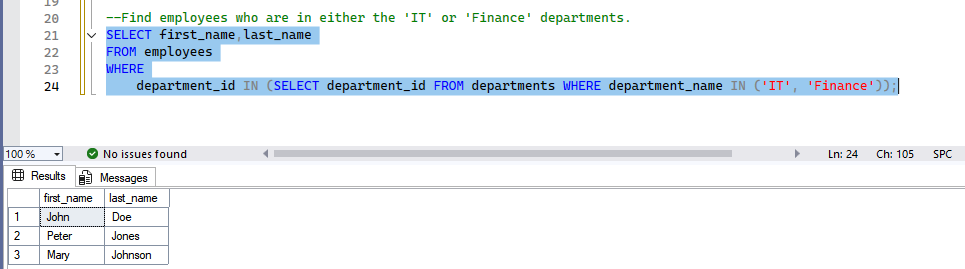 19
20 --Find employees who are in either the 'IT' or 'Finance' departments.
21 SELECT first_name,last_name
22 FROM employees
23 WHERE
24 department_id IN (SELECT department_id FROM departments WHERE department_name IN ('IT', 'Finance'));
100 % No issues found Ln: 24 Ch: 105 SPC
Results Messages
first_name last_name
1 John Doe
2 Peter Jones
3 Mary Johnson